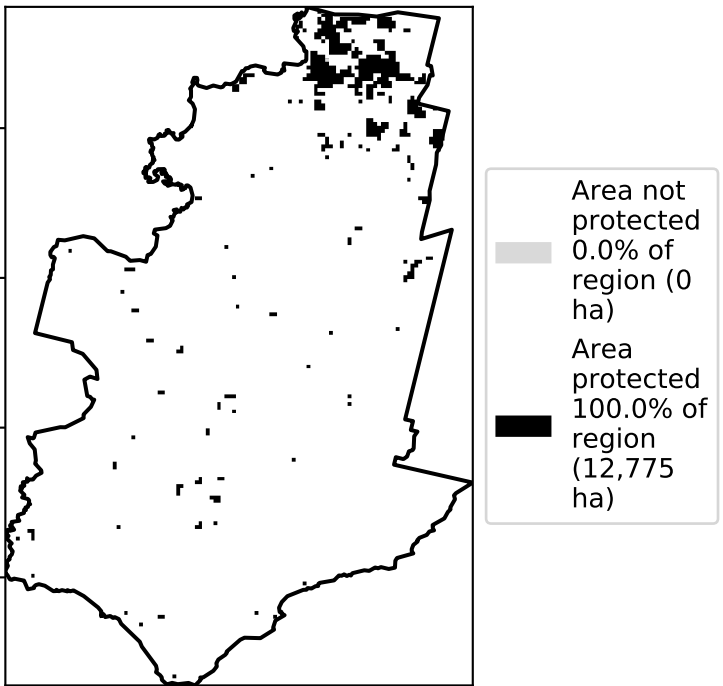 Area not
protected
0.0% of
region (0
ha)
Area
protected
100.0% of
region
(12,775
ha)